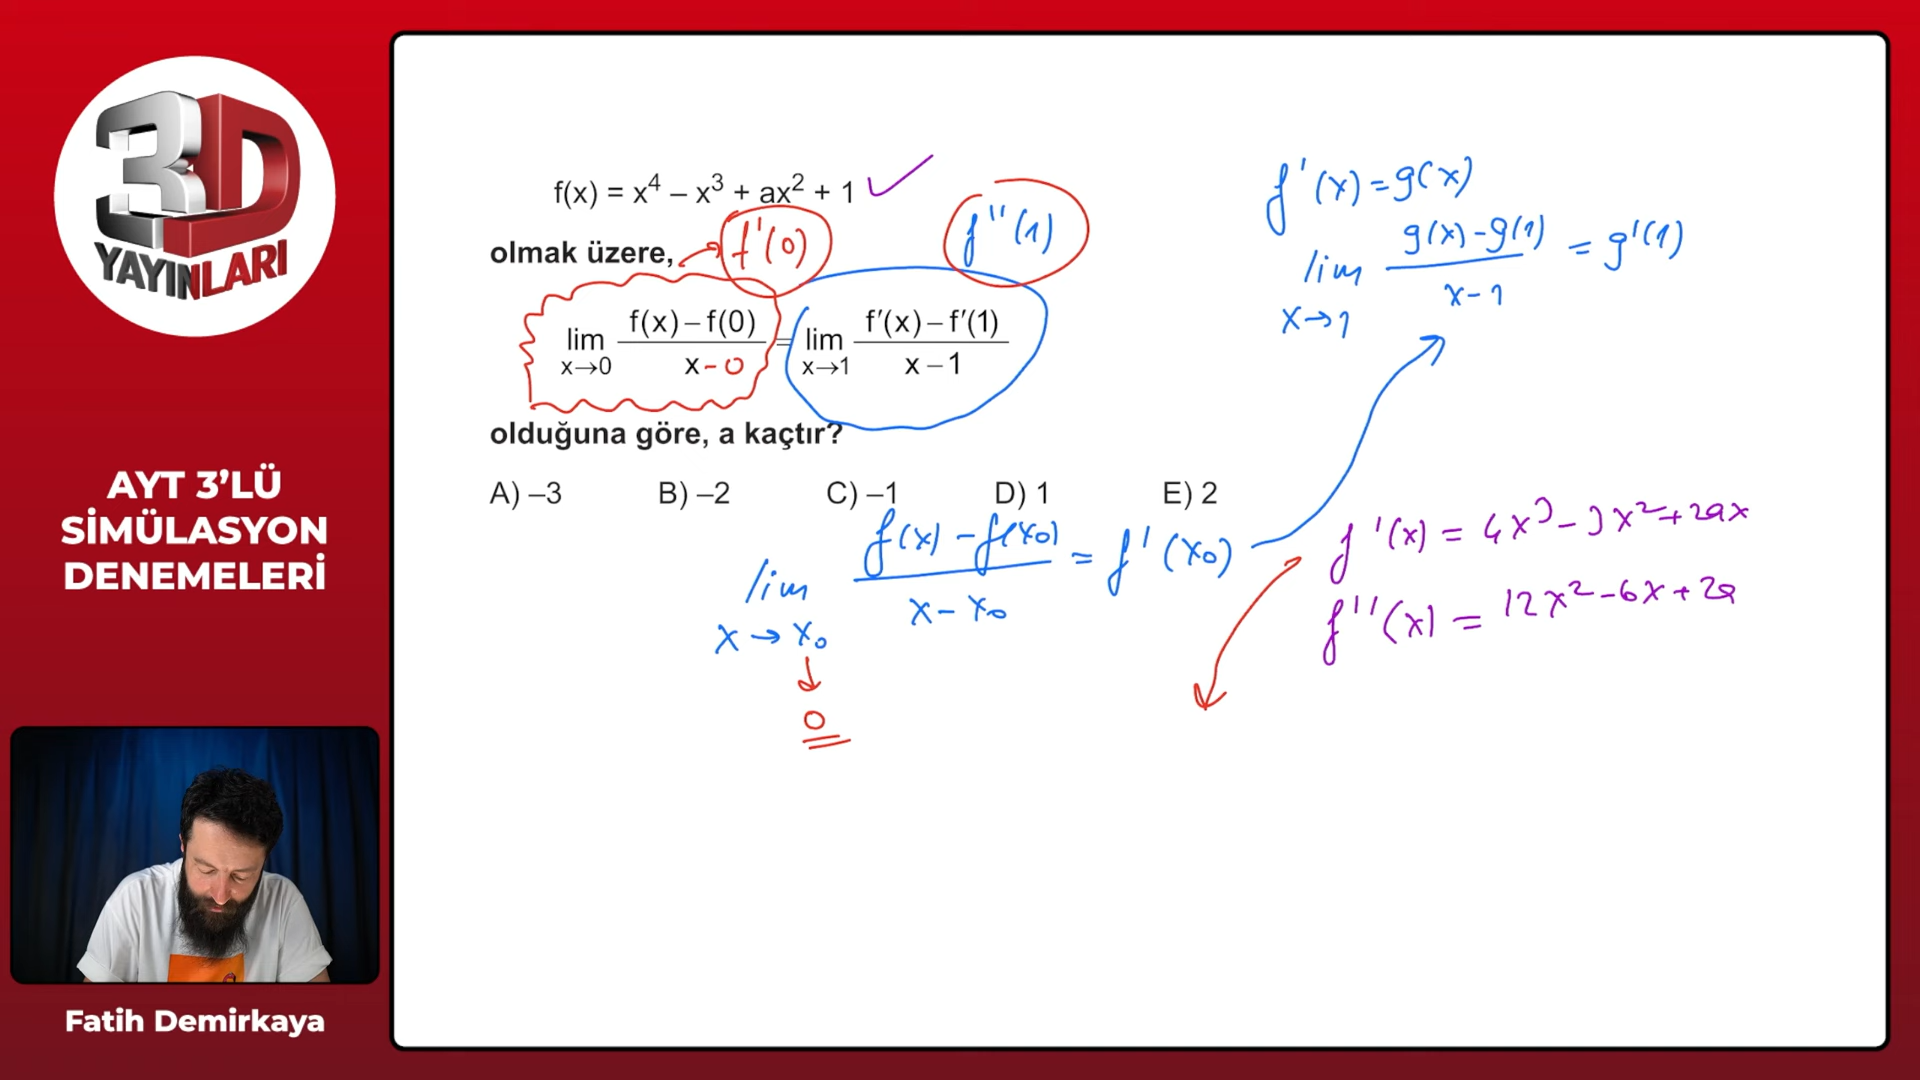 3D
YAYINLARI
AYT 3'LÜ
SİMÜLASYON
DENEMELERİ
Fatih Demirkaya
f(x) = x⁴ – x³ + ax² + 1
olmak üzere,
f'(0)
f''(1)
lim x→0 f(x) – f(0) / x - 0 = lim x→1 f'(x) – f'(1) / x – 1
olduğuna göre, a kaçtır?
A) –3 B) –2 C) –1 D) 1 E) 2
lim x→x₀ f(x) - f(x₀) / x - x₀ = f'(x₀)
0
f'(x) = g(x)
lim x→1 g(x) - g(1) / x - 1 = g'(1)
f'(x) = 4x³ - 3x² + 2ax
f''(x) = 12x² - 6x + 2a